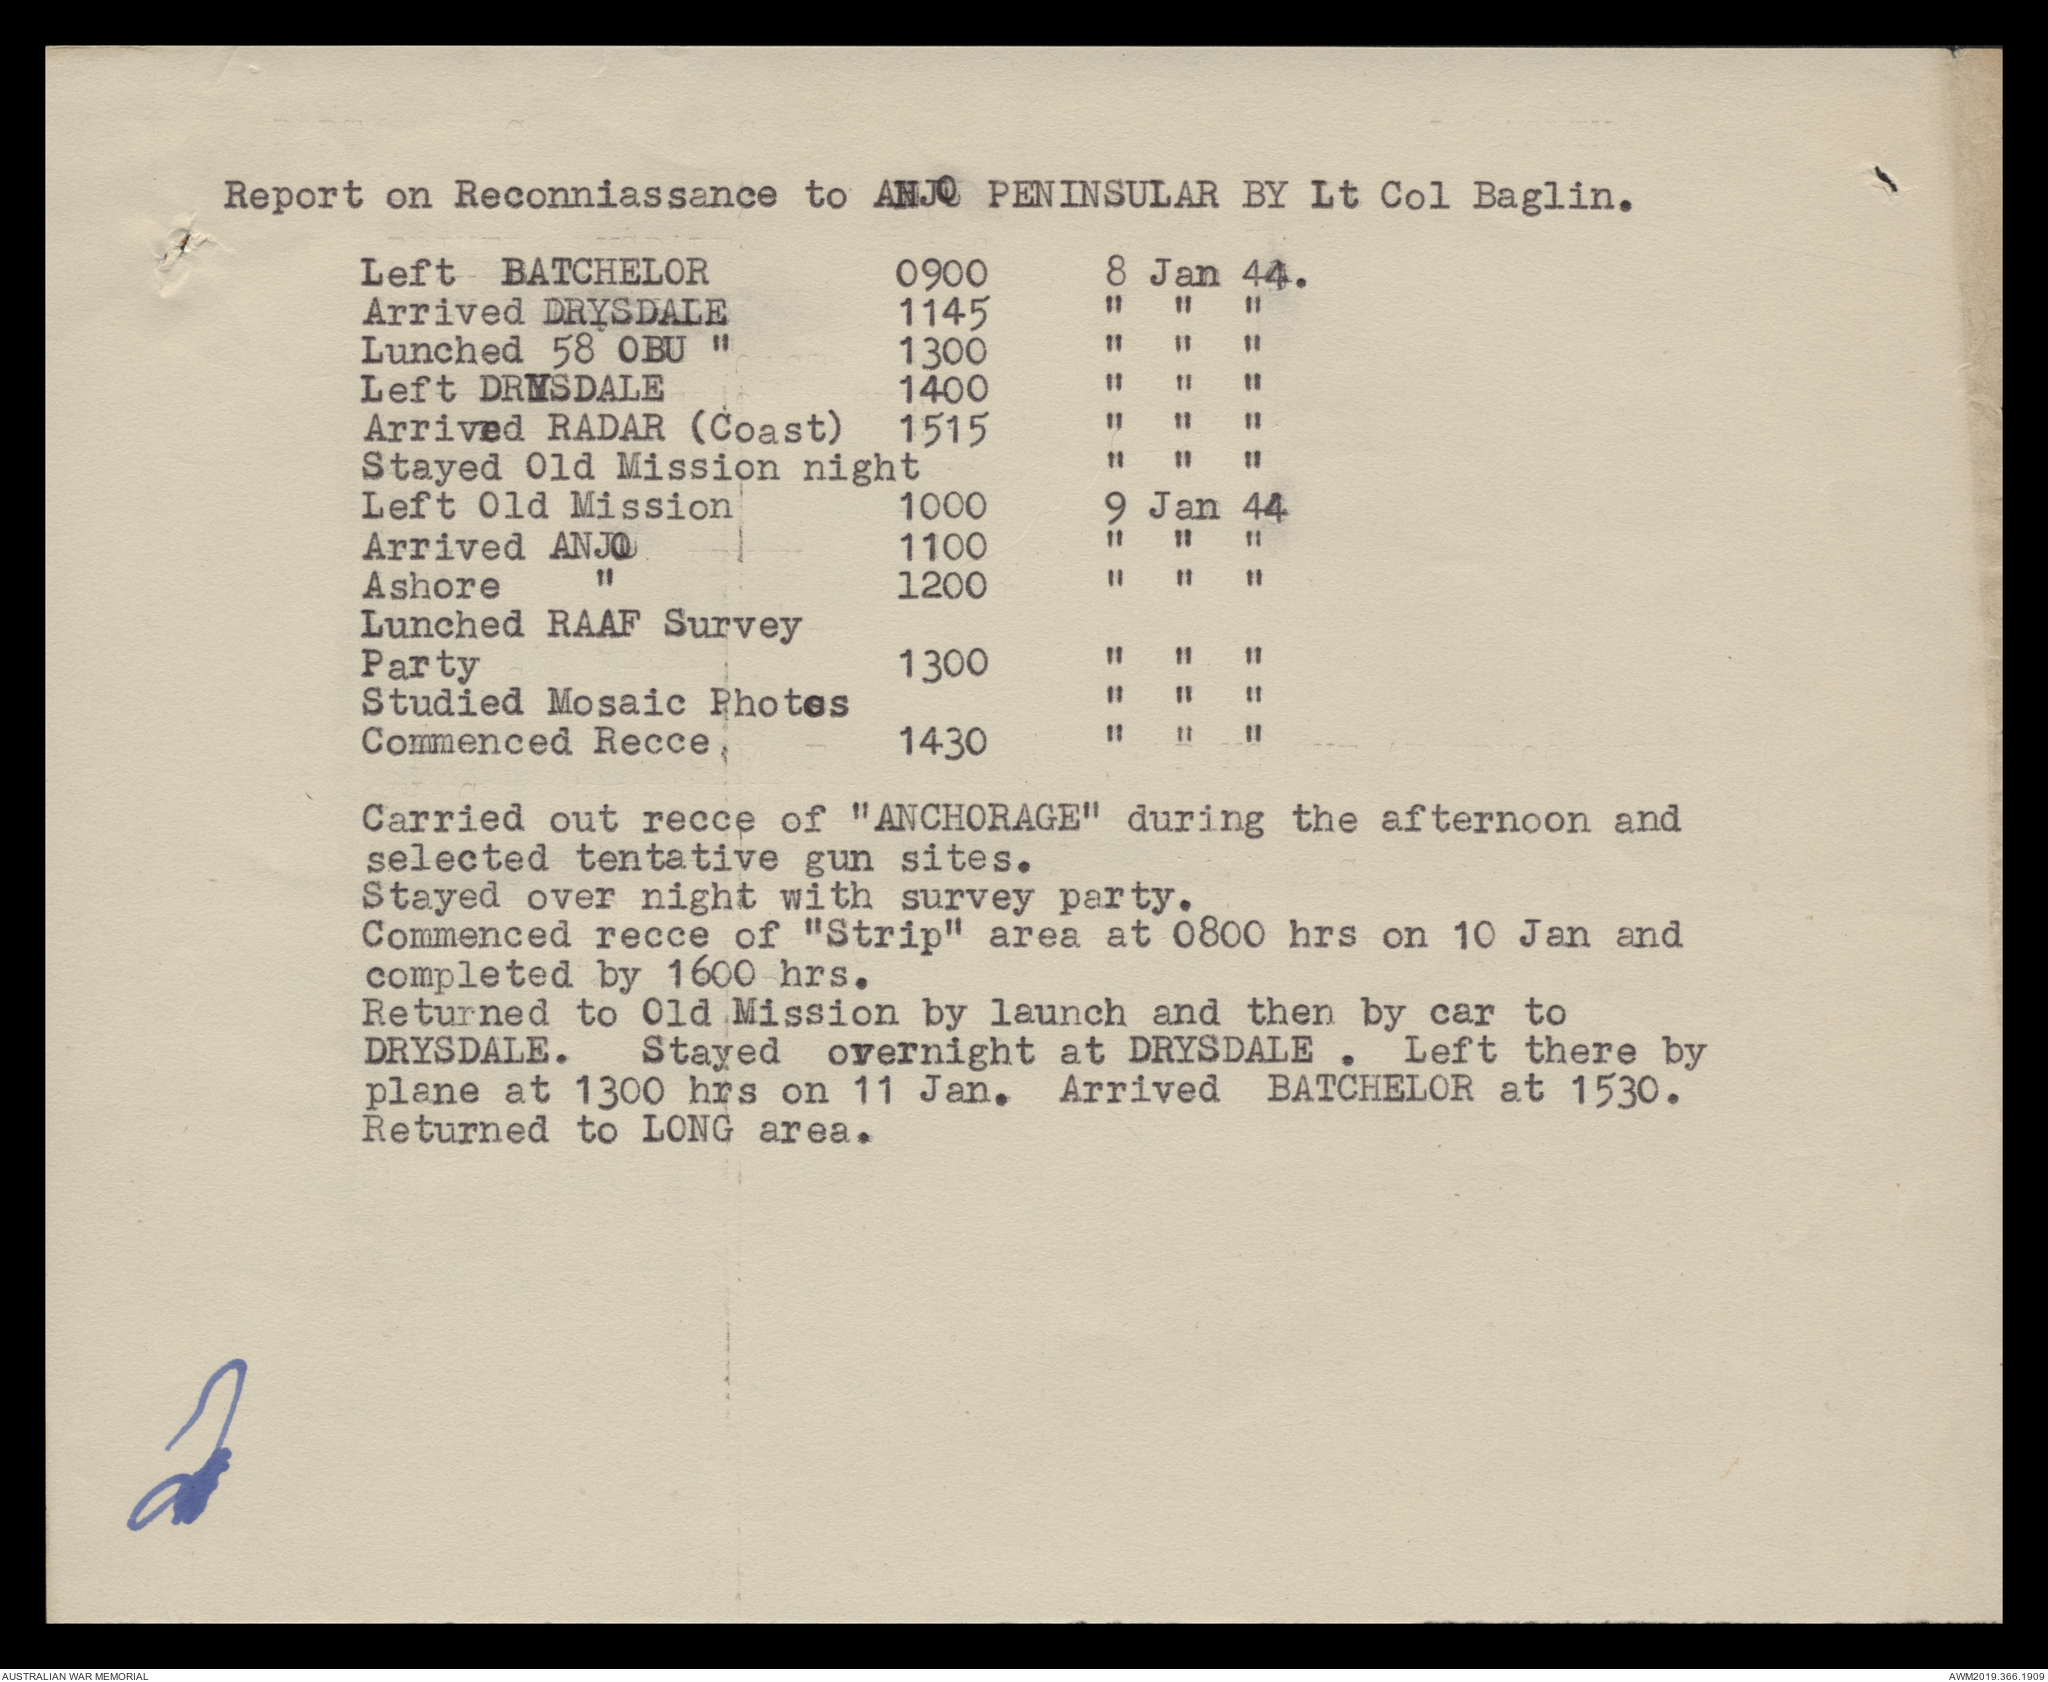 Report on Reconniassance to ANJO PENINSULAR BY Lt Col Baglin.
Left BATCHELOR 0900 8 Jan 44.
Arrived DRYSDALE 1145 " " "
Lunched 58 OBU " 1300 " " "
Left DRYSDALE 1400 " " "
Arrived RADAR (Coast) 1515 " " "
Stayed Old Mission night " " "
Left Old Mission 1000 9 Jan 44
Arrived ANJO 1100 " " "
Ashore " 1200 " " "
Lunched RAAF Survey
Party 1300 " " "
Studied Mosaic Photos " " "
Commenced Recce. 1430 " " "
Carried out recce of "ANCHORAGE" during the afternoon and
selected tentative gun sites.
Stayed over night with survey party.
Commenced recce of "Strip" area at 0800 hrs on 10 Jan and
completed by 1600 hrs.
Returned to Old Mission by launch and then by car to
DRYSDALE. Stayed overnight at DRYSDALE . Left there by
plane at 1300 hrs on 11 Jan. Arrived BATCHELOR at 1530.
Returned to LONG area.
AUSTRALIAN WAR MEMORIAL AWM2019.366.1909